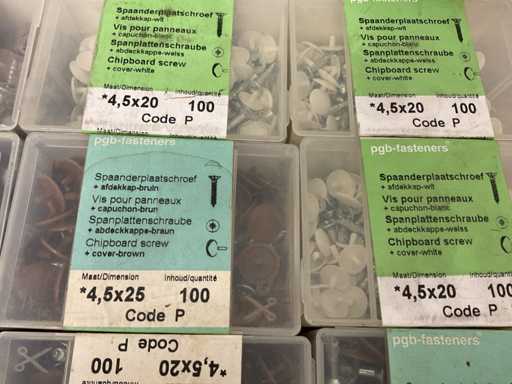 Spaanderplaatschroef
+ afdekkap-wit
Vis pour panneaux
+ capuchon-blanc
Spanplattenschraube
+ abdeckkappe-weiss
Chipboard screw
+ cover-white
Maat/Dimension Inhoud/quantité
*4,5x20 100
Code P
pgb-fasteners
Spaanderplaatschroef
+ afdekkap-wit
Vis pour panneaux
+ capuchon-blanc
Spanplattenschraube
+ abdeckkappe-weiss
Chipboard screw
+ cover-white
Maat/Dimension Inhoud/quantité
*4,5x20 100
Code P
pgb-fasteners
Spaanderplaatschroef
+ afdekkap-bruin
Vis pour panneaux
+ capuchon-brun
Spanplattenschraube
+ abdeckkappe-braun
Chipboard screw
+ cover-brown
Maat/Dimension Inhoud/quantité
*4,5x25 100
Code P
pgb-fasteners
Spaanderplaatschroef
+ afdekkap-wit
Vis pour panneaux
+ capuchon-blanc
Spanplattenschraube
+ abdeckkappe-weiss
Chipboard screw
+ cover-white
Maat/Dimension Inhoud/quantité
*4,5x20 100
Code P
Code P
*4,5x20 100
pgb-fasteners